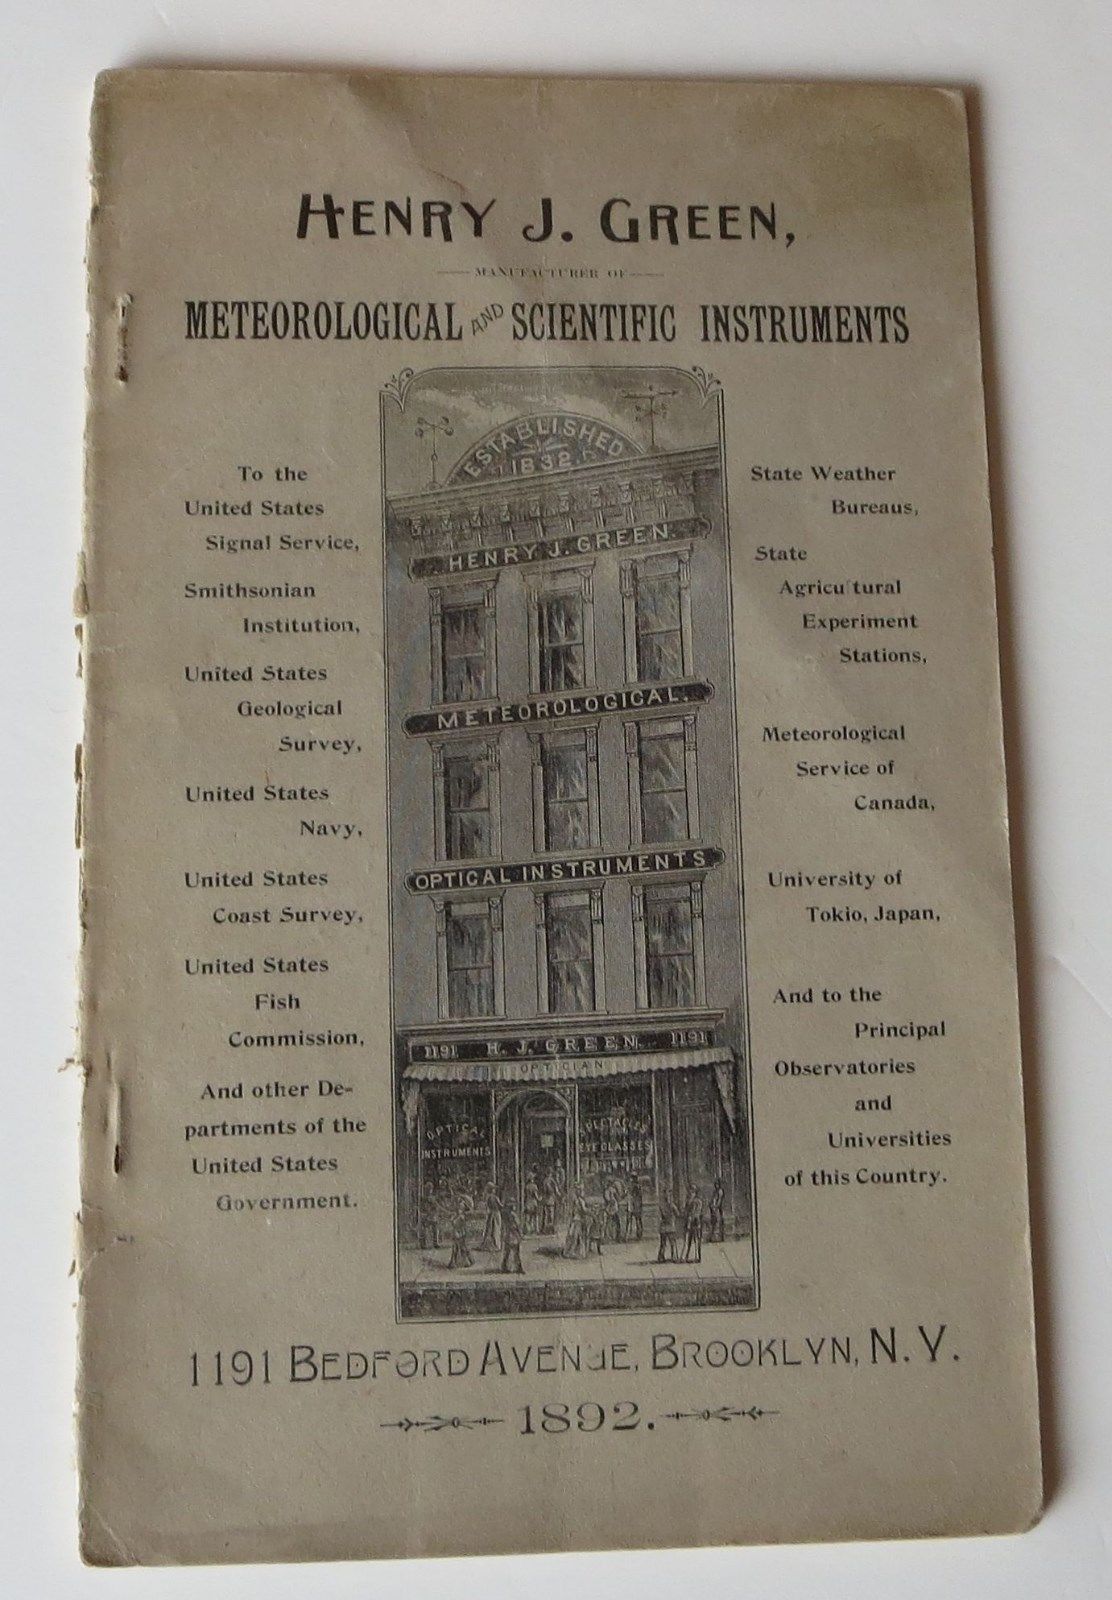 HENRY J. GREEN,
MANUFACTURER OF
METEOROLOGICAL AND SCIENTIFIC INSTRUMENTS
To the
United States
Signal Service,
Smithsonian
Institution,
United States
Geological
Survey,
United States
Navy,
United States
Coast Survey,
United States
Fish
Commission,
And other De-
partments of the
United States
Government.
ESTABLISHED
1832.
HENRY J. GREEN.
METEOROLOGICAL.
OPTICAL INSTRUMENTS.
1191 H. J. GREEN. 1191
OPTICIAN
OPTICAL
INSTRUMENTS
SPECTACLES
EYEGLASSES
State Weather
Bureaus,
State
Agricultural
Experiment
Stations,
Meteorological
Service of
Canada,
University of
Tokio, Japan,
And to the
Principal
Observatories
and
Universities
of this Country.
1191 BEDFORD AVENUE, BROOKLYN, N. Y.
1892.